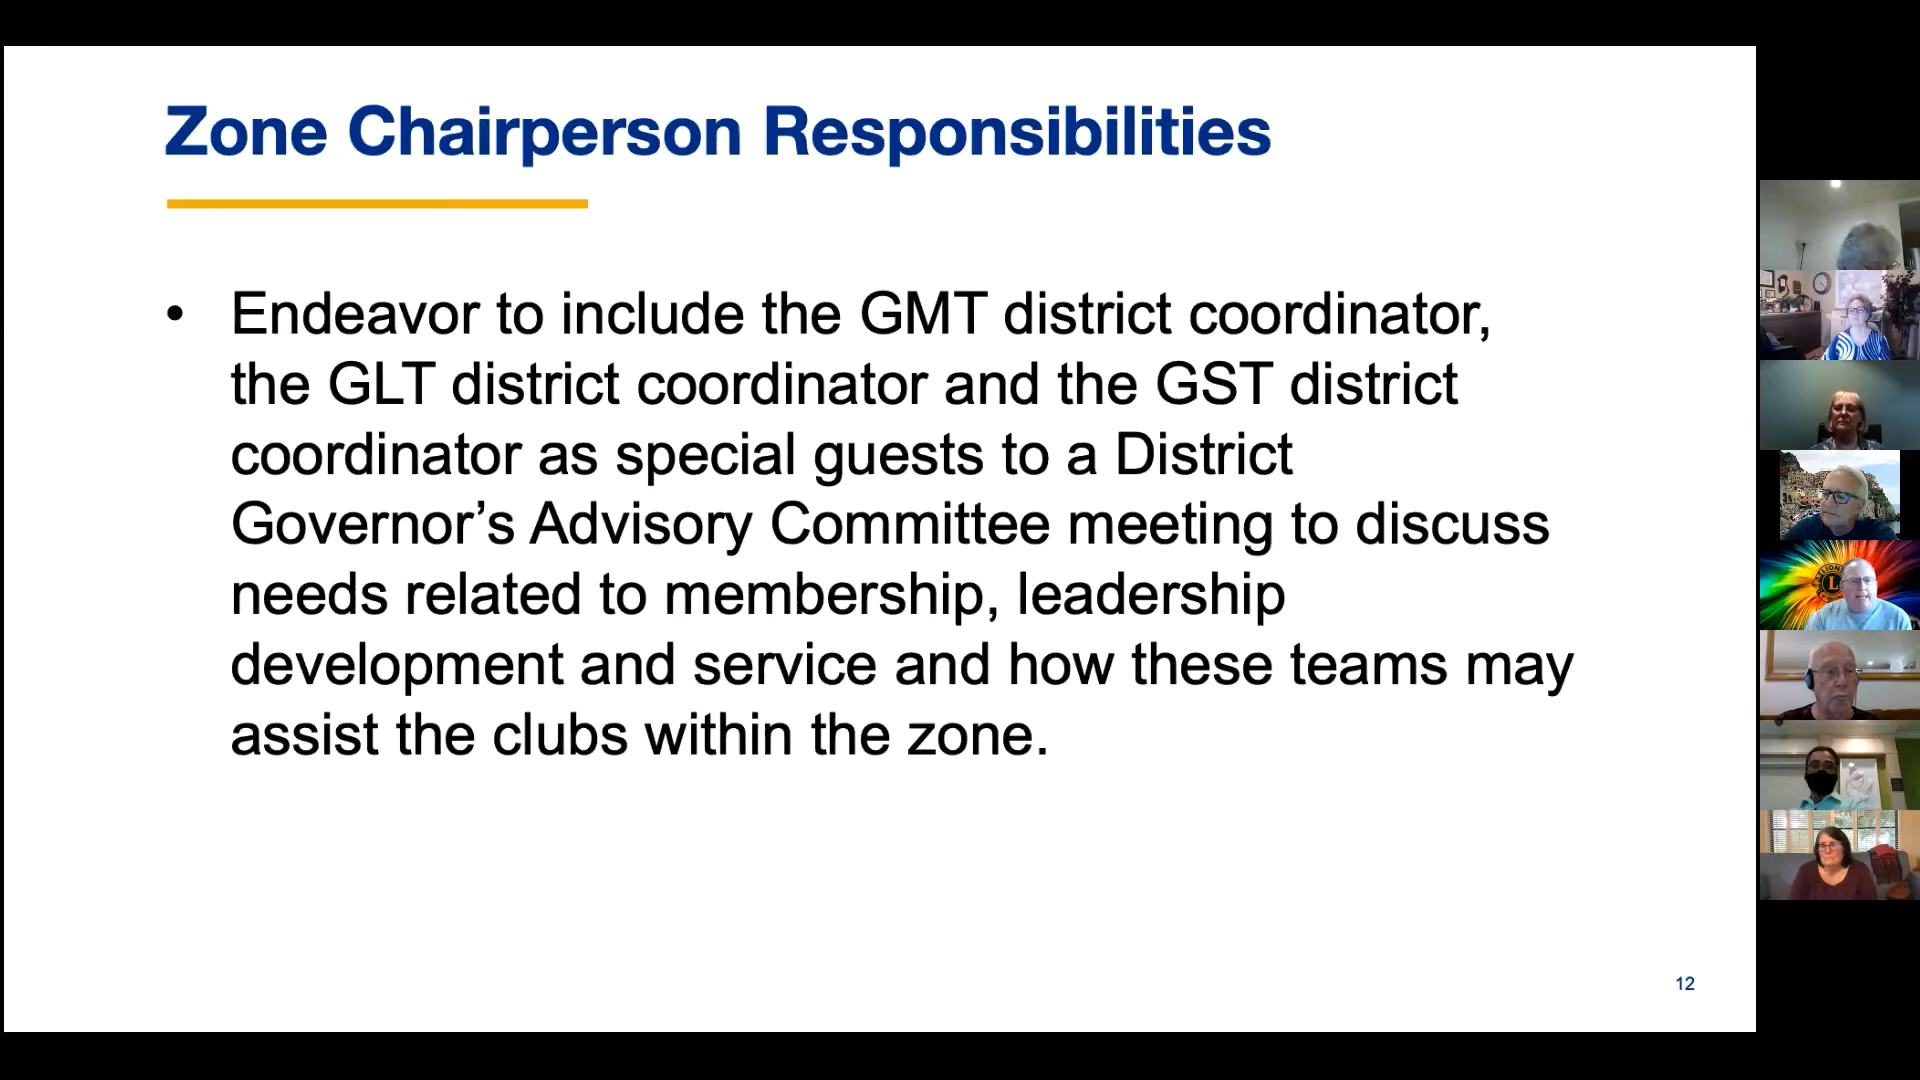 Zone Chairperson Responsibilities
• Endeavor to include the GMT district coordinator,
the GLT district coordinator and the GST district
coordinator as special guests to a District
Governor’s Advisory Committee meeting to discuss
needs related to membership, leadership
development and service and how these teams may
assist the clubs within the zone.
12
LIONS
L